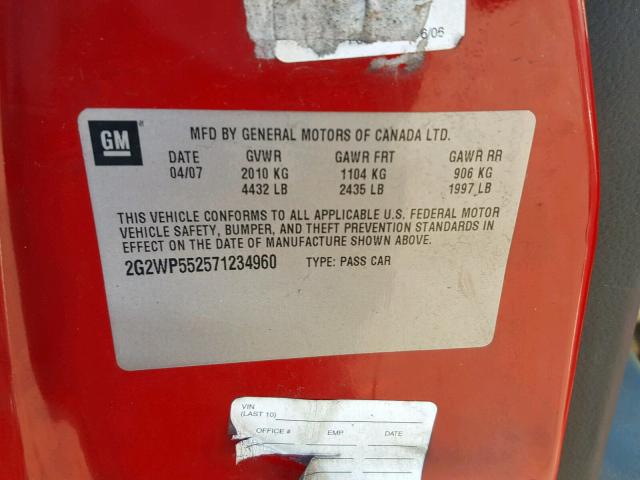 6/06
GM
MFD BY GENERAL MOTORS OF CANADA LTD.
DATE GVWR GAWR FRT GAWR RR
04/07 2010 KG 1104 KG 906 KG
4432 LB 2435 LB 1997 LB
THIS VEHICLE CONFORMS TO ALL APPLICABLE U.S. FEDERAL MOTOR
VEHICLE SAFETY, BUMPER, AND THEFT PREVENTION STANDARDS IN
EFFECT ON THE DATE OF MANUFACTURE SHOWN ABOVE.
2G2WP552571234960 TYPE: PASS CAR
VIN
(LAST 10)
OFFICE # EMP DATE